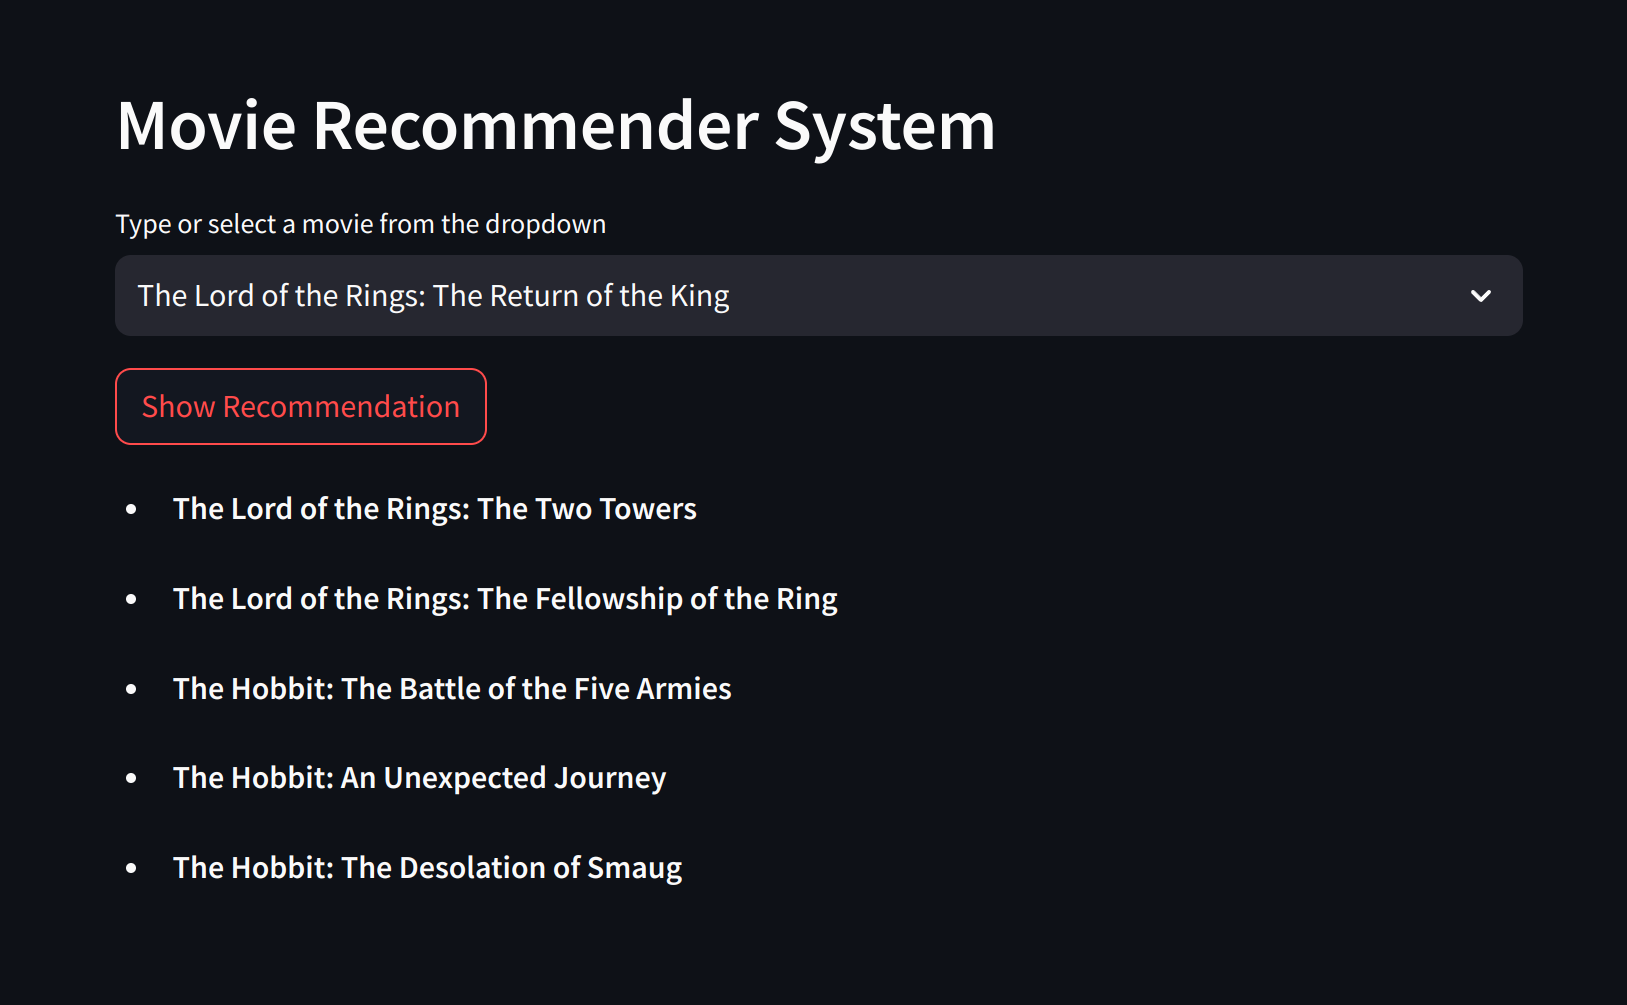 Movie Recommender System
Type or select a movie from the dropdown
The Lord of the Rings: The Return of the King
Show Recommendation
The Lord of the Rings: The Two Towers
The Lord of the Rings: The Fellowship of the Ring
The Hobbit: The Battle of the Five Armies
The Hobbit: An Unexpected Journey
The Hobbit: The Desolation of Smaug